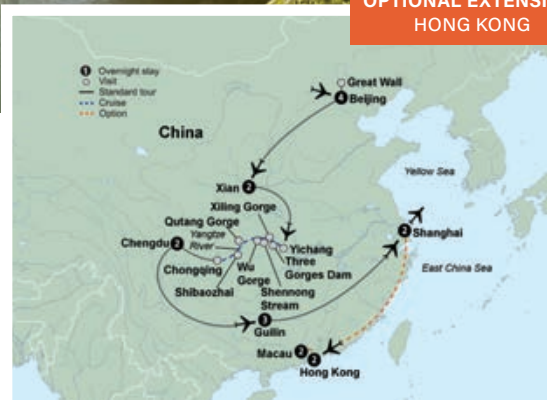 OPTIONAL EXTENSI
HONG KONG
1 Overnight stay
Visit
Standard tour
Cruise
Option
China
Great Wall
4 Beijing
Yellow Sea
Xian 2
Xiling Gorge
Qutang Gorge
Yangtze
River
Chengdu 2
Chongqing
Shibaozhai
Wu
Gorge
Shennong
Stream
Yichang
Three
Gorges Dam
2 Shanghai
East China Sea
3
Guilin
Macau 2
2
Hong Kong